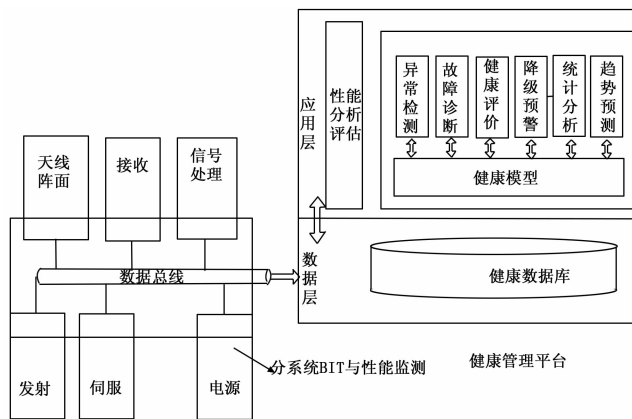 天线
阵面
接收
信号
处理
数据总线
发射
伺服
电源
分系统BIT与性能监测
应
用
层
性能
分析
评估
异
常
检
测
故
障
诊
断
健
康
评
价
降
级
预
警
统
计
分
析
趋
势
预
测
健康模型
数
据
层
健康数据库
健康管理平台